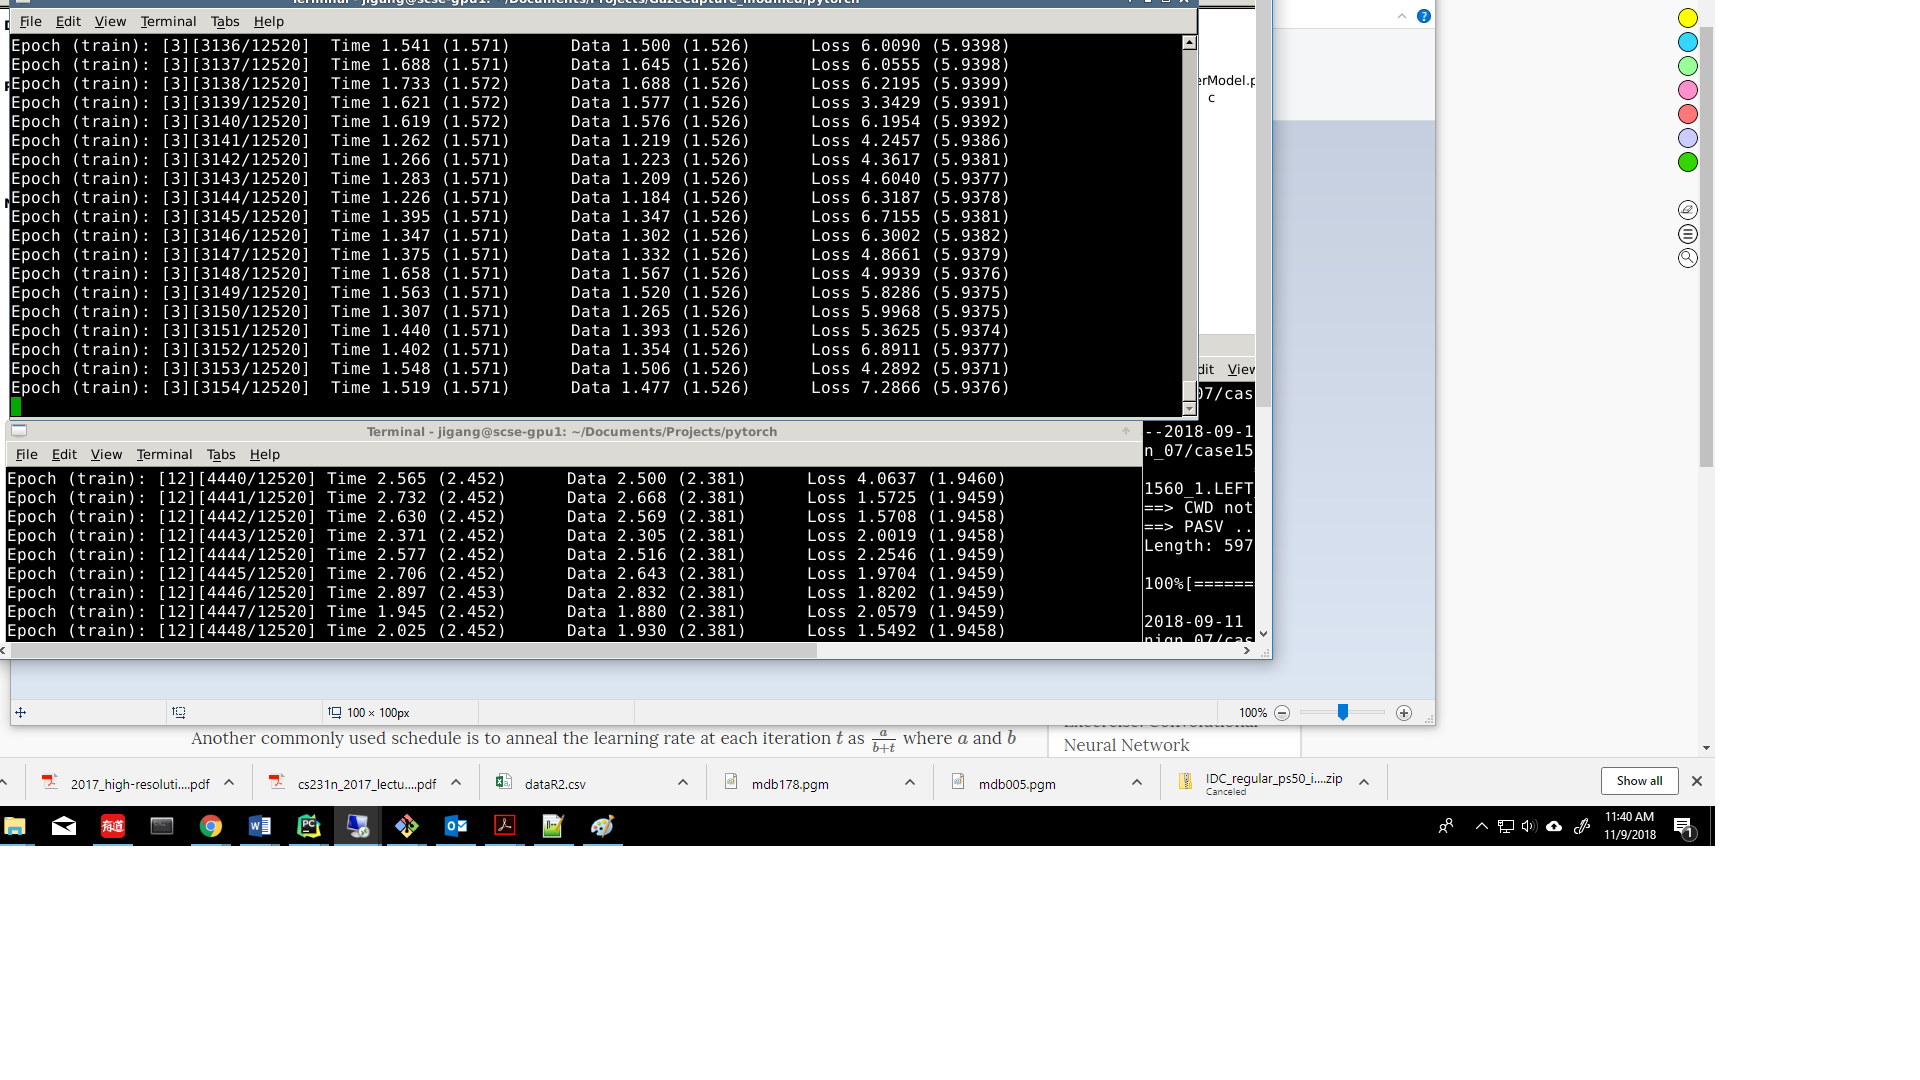 Terminal - jigang@scse-gpu1: ~/Documents/Projects/GazeCapture_modified/pytorch
File Edit View Terminal Tabs Help
Epoch (train): [3][3136/12520] Time 1.541 (1.571) Data 1.500 (1.526) Loss 6.0090 (5.9398)
Epoch (train): [3][3137/12520] Time 1.688 (1.571) Data 1.645 (1.526) Loss 6.0555 (5.9398)
Epoch (train): [3][3138/12520] Time 1.733 (1.572) Data 1.688 (1.526) Loss 6.2195 (5.9399)
Epoch (train): [3][3139/12520] Time 1.621 (1.572) Data 1.577 (1.526) Loss 3.3429 (5.9391)
Epoch (train): [3][3140/12520] Time 1.619 (1.572) Data 1.576 (1.526) Loss 6.1954 (5.9392)
Epoch (train): [3][3141/12520] Time 1.262 (1.571) Data 1.219 (1.526) Loss 4.2457 (5.9386)
Epoch (train): [3][3142/12520] Time 1.266 (1.571) Data 1.223 (1.526) Loss 4.3617 (5.9381)
Epoch (train): [3][3143/12520] Time 1.283 (1.571) Data 1.209 (1.526) Loss 4.6040 (5.9377)
Epoch (train): [3][3144/12520] Time 1.226 (1.571) Data 1.184 (1.526) Loss 6.3187 (5.9378)
Epoch (train): [3][3145/12520] Time 1.395 (1.571) Data 1.347 (1.526) Loss 6.7155 (5.9381)
Epoch (train): [3][3146/12520] Time 1.347 (1.571) Data 1.302 (1.526) Loss 6.3002 (5.9382)
Epoch (train): [3][3147/12520] Time 1.375 (1.571) Data 1.332 (1.526) Loss 4.8661 (5.9379)
Epoch (train): [3][3148/12520] Time 1.658 (1.571) Data 1.567 (1.526) Loss 4.9939 (5.9376)
Epoch (train): [3][3149/12520] Time 1.563 (1.571) Data 1.520 (1.526) Loss 5.8286 (5.9375)
Epoch (train): [3][3150/12520] Time 1.307 (1.571) Data 1.265 (1.526) Loss 5.9968 (5.9375)
Epoch (train): [3][3151/12520] Time 1.440 (1.571) Data 1.393 (1.526) Loss 5.3625 (5.9374)
Epoch (train): [3][3152/12520] Time 1.402 (1.571) Data 1.354 (1.526) Loss 6.8911 (5.9377)
Epoch (train): [3][3153/12520] Time 1.548 (1.571) Data 1.506 (1.526) Loss 4.2892 (5.9371)
Epoch (train): [3][3154/12520] Time 1.519 (1.571) Data 1.477 (1.526) Loss 7.2866 (5.9376)
erModel.p
c
dit View
07/cas
--2018-09-1
n_07/case15
1560_1.LEFT
==> CWD not
==> PASV ..
Length: 597
100%[======
2018-09-11
nign_07/cas
Terminal - jigang@scse-gpu1: ~/Documents/Projects/pytorch
File Edit View Terminal Tabs Help
Epoch (train): [12][4440/12520] Time 2.565 (2.452) Data 2.500 (2.381) Loss 4.0637 (1.9460)
Epoch (train): [12][4441/12520] Time 2.732 (2.452) Data 2.668 (2.381) Loss 1.5725 (1.9459)
Epoch (train): [12][4442/12520] Time 2.630 (2.452) Data 2.569 (2.381) Loss 1.5708 (1.9458)
Epoch (train): [12][4443/12520] Time 2.371 (2.452) Data 2.305 (2.381) Loss 2.0019 (1.9458)
Epoch (train): [12][4444/12520] Time 2.577 (2.452) Data 2.516 (2.381) Loss 2.2546 (1.9459)
Epoch (train): [12][4445/12520] Time 2.706 (2.452) Data 2.643 (2.381) Loss 1.9704 (1.9459)
Epoch (train): [12][4446/12520] Time 2.897 (2.453) Data 2.832 (2.381) Loss 1.8202 (1.9459)
Epoch (train): [12][4447/12520] Time 1.945 (2.452) Data 1.880 (2.381) Loss 2.0579 (1.9459)
Epoch (train): [12][4448/12520] Time 2.025 (2.452) Data 1.930 (2.381) Loss 1.5492 (1.9458)
100 × 100px
100%
Another commonly used schedule is to anneal the learning rate at each iteration t as a/(b+t) where a and b
Neural Network
2017_high-resoluti....pdf
cs231n_2017_lectu....pdf
dataR2.csv
mdb178.pgm
mdb005.pgm
IDC_regular_ps50_i....zip
Canceled
Show all
有道
11:40 AM
11/9/2018
1